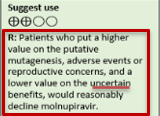 Suggest use
⊕⊕○○
R: Patients who put a higher
value on the putative
mutagenesis, adverse events or
reproductive concerns, and a
lower value on the uncertain
benefits, would reasonably
decline molnupiravir.